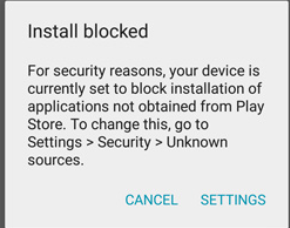 Install blocked
For security reasons, your device is
currently set to block installation of
applications not obtained from Play
Store. To change this, go to
Settings > Security > Unknown
sources.
CANCEL SETTINGS